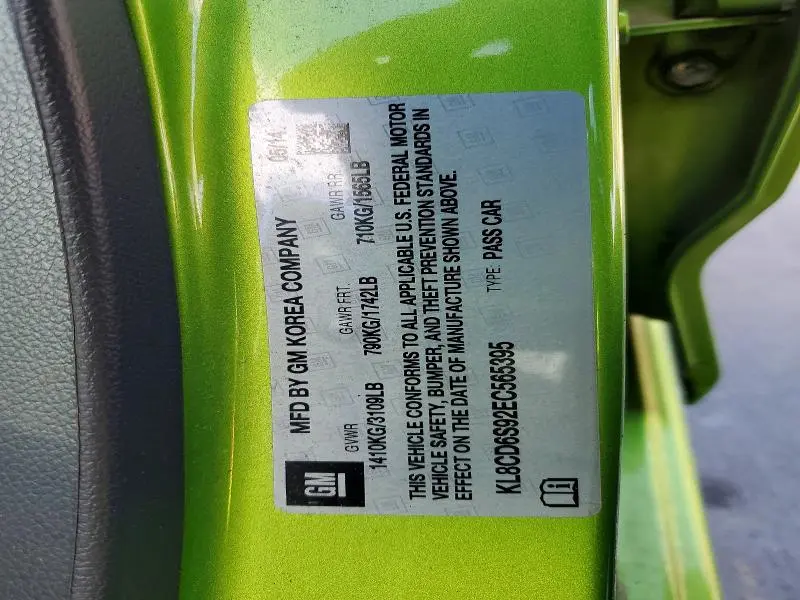 GM
MFD BY GM KOREA COMPANY
05/14
GVWR
GAWR FRT.
GAWR RR.
1410KG/3109LB
790KG/1742LB
710KG/1565LB
THIS VEHICLE CONFORMS TO ALL APPLICABLE U.S. FEDERAL MOTOR
VEHICLE SAFETY, BUMPER, AND THEFT PREVENTION STANDARDS IN
EFFECT ON THE DATE OF MANUFACTURE SHOWN ABOVE.
TYPE: PASS CAR
KL8CD6S92EC565395